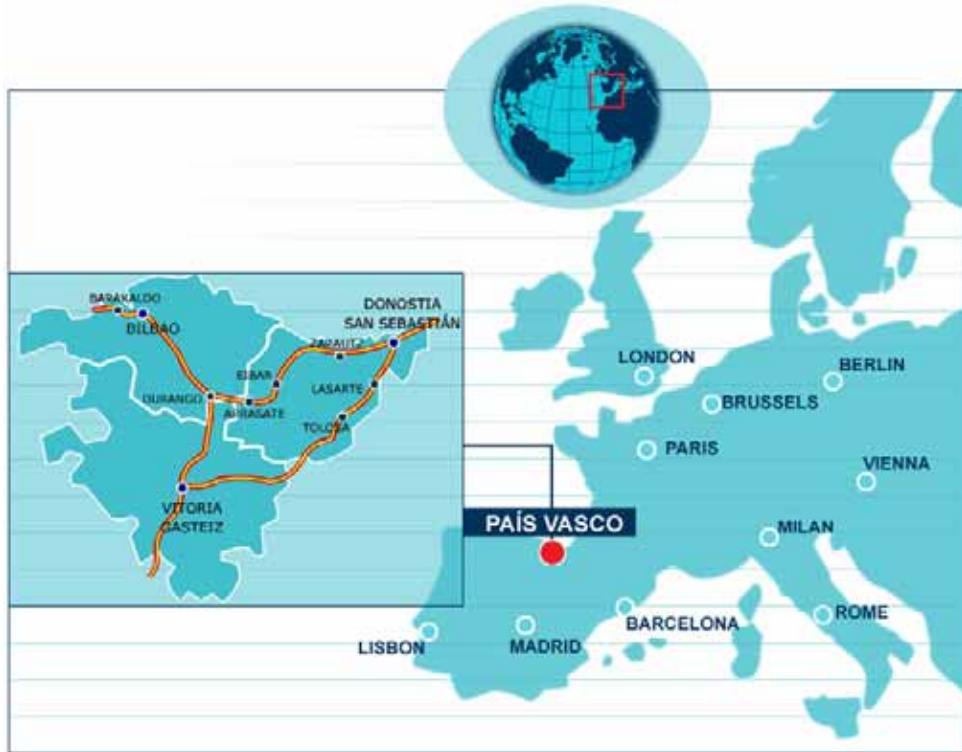 BARAKALDO
BILBAO
DONOSTIA
SAN SEBASTIÁN
ZARAUTZ
EIBAR
LASARTE
DURANGO
ARRASATE
TOLOSA
VITORIA
GASTEIZ
LONDON
BERLIN
BRUSSELS
PARIS
VIENNA
PAÍS VASCO
MILAN
BARCELONA
ROME
LISBON
MADRID